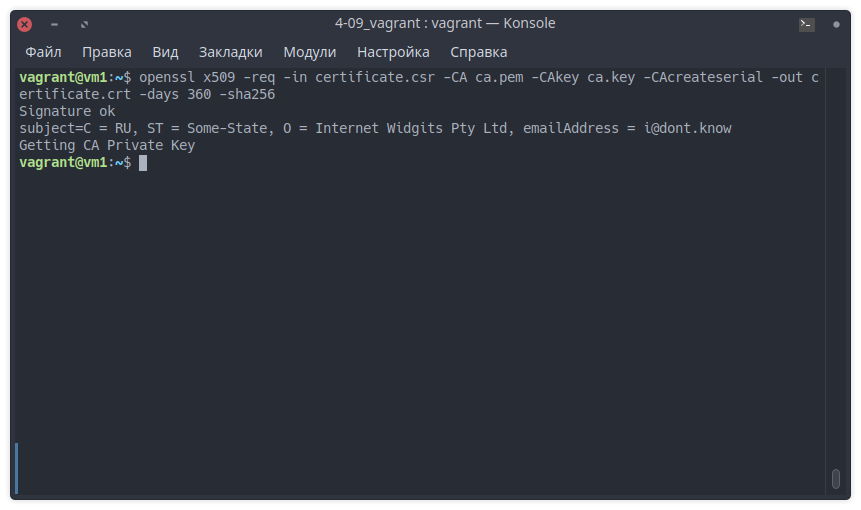 4-09_vagrant : vagrant — Konsole
Файл Правка Вид Закладки Модули Настройка Справка
vagrant@vm1:~$ openssl x509 -req -in certificate.csr -CA ca.pem -CAkey ca.key -CAcreateserial -out c
ertificate.crt -days 360 -sha256
Signature ok
subject=C = RU, ST = Some-State, O = Internet Widgits Pty Ltd, emailAddress = i@dont.know
Getting CA Private Key
vagrant@vm1:~$